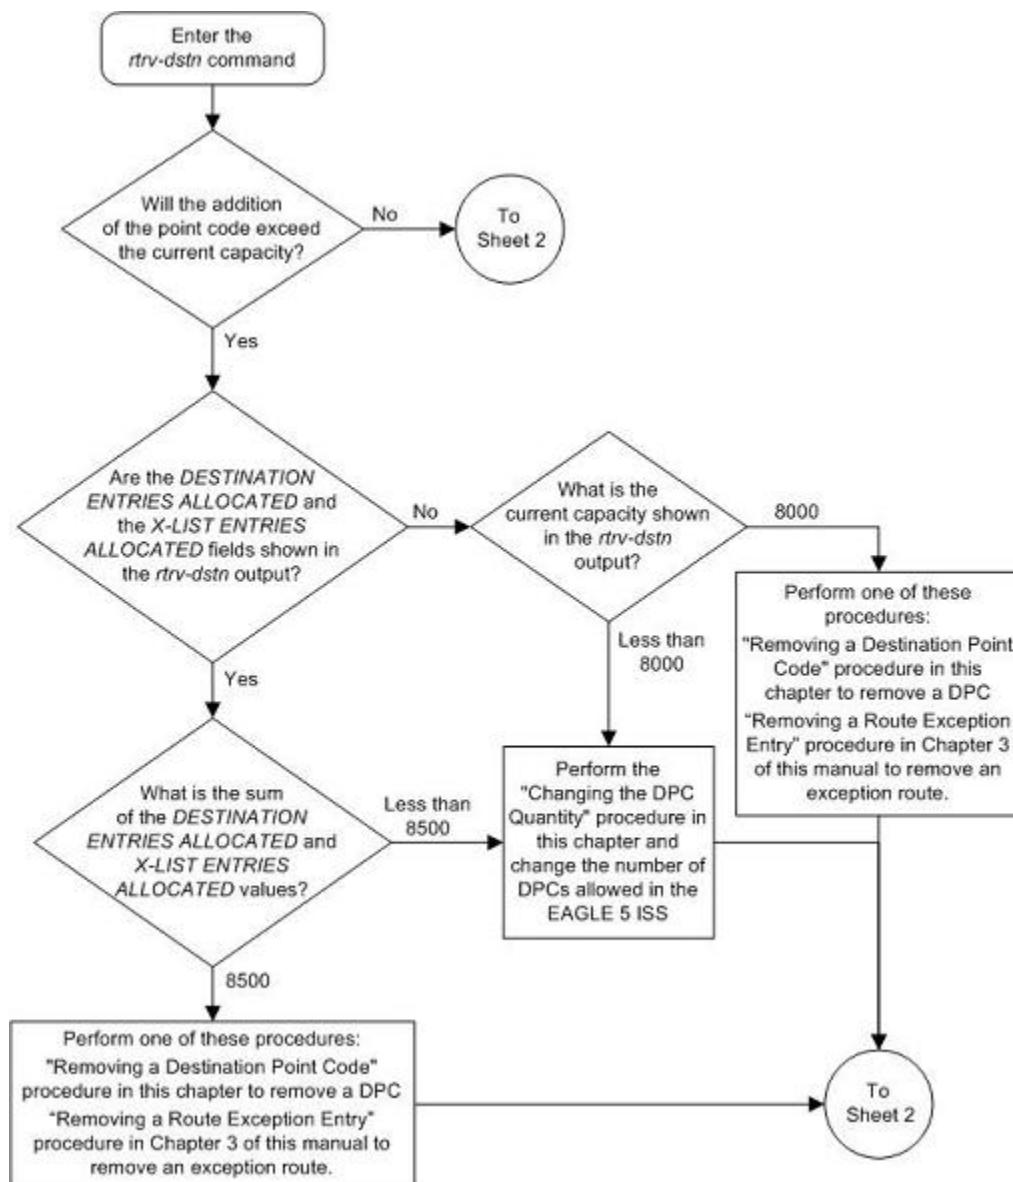 Enter the
rtrv-dstn command
Will the addition
of the point code exceed
the current capacity?
No
To
Sheet 2
Yes
Are the DESTINATION
ENTRIES ALLOCATED and
the X-LIST ENTRIES
ALLOCATED fields shown in
the rtrv-dstn output?
No
What is the
current capacity shown
in the rtrv-dstn
output?
8000
Perform one of these
procedures:
"Removing a Destination Point
Code" procedure in this
chapter to remove a DPC
“Removing a Route Exception
Entry” procedure in Chapter 3
of this manual to remove an
exception route.
Less than
8000
Yes
What is the sum
of the DESTINATION
ENTRIES ALLOCATED and
X-LIST ENTRIES
ALLOCATED values?
Less than
8500
Perform the
"Changing the DPC
Quantity" procedure in
this chapter and
change the number of
DPCs allowed in the
EAGLE 5 ISS
8500
Perform one of these procedures:
"Removing a Destination Point Code"
procedure in this chapter to remove a DPC
“Removing a Route Exception Entry”
procedure in Chapter 3 of this manual to
remove an exception route.
To
Sheet 2